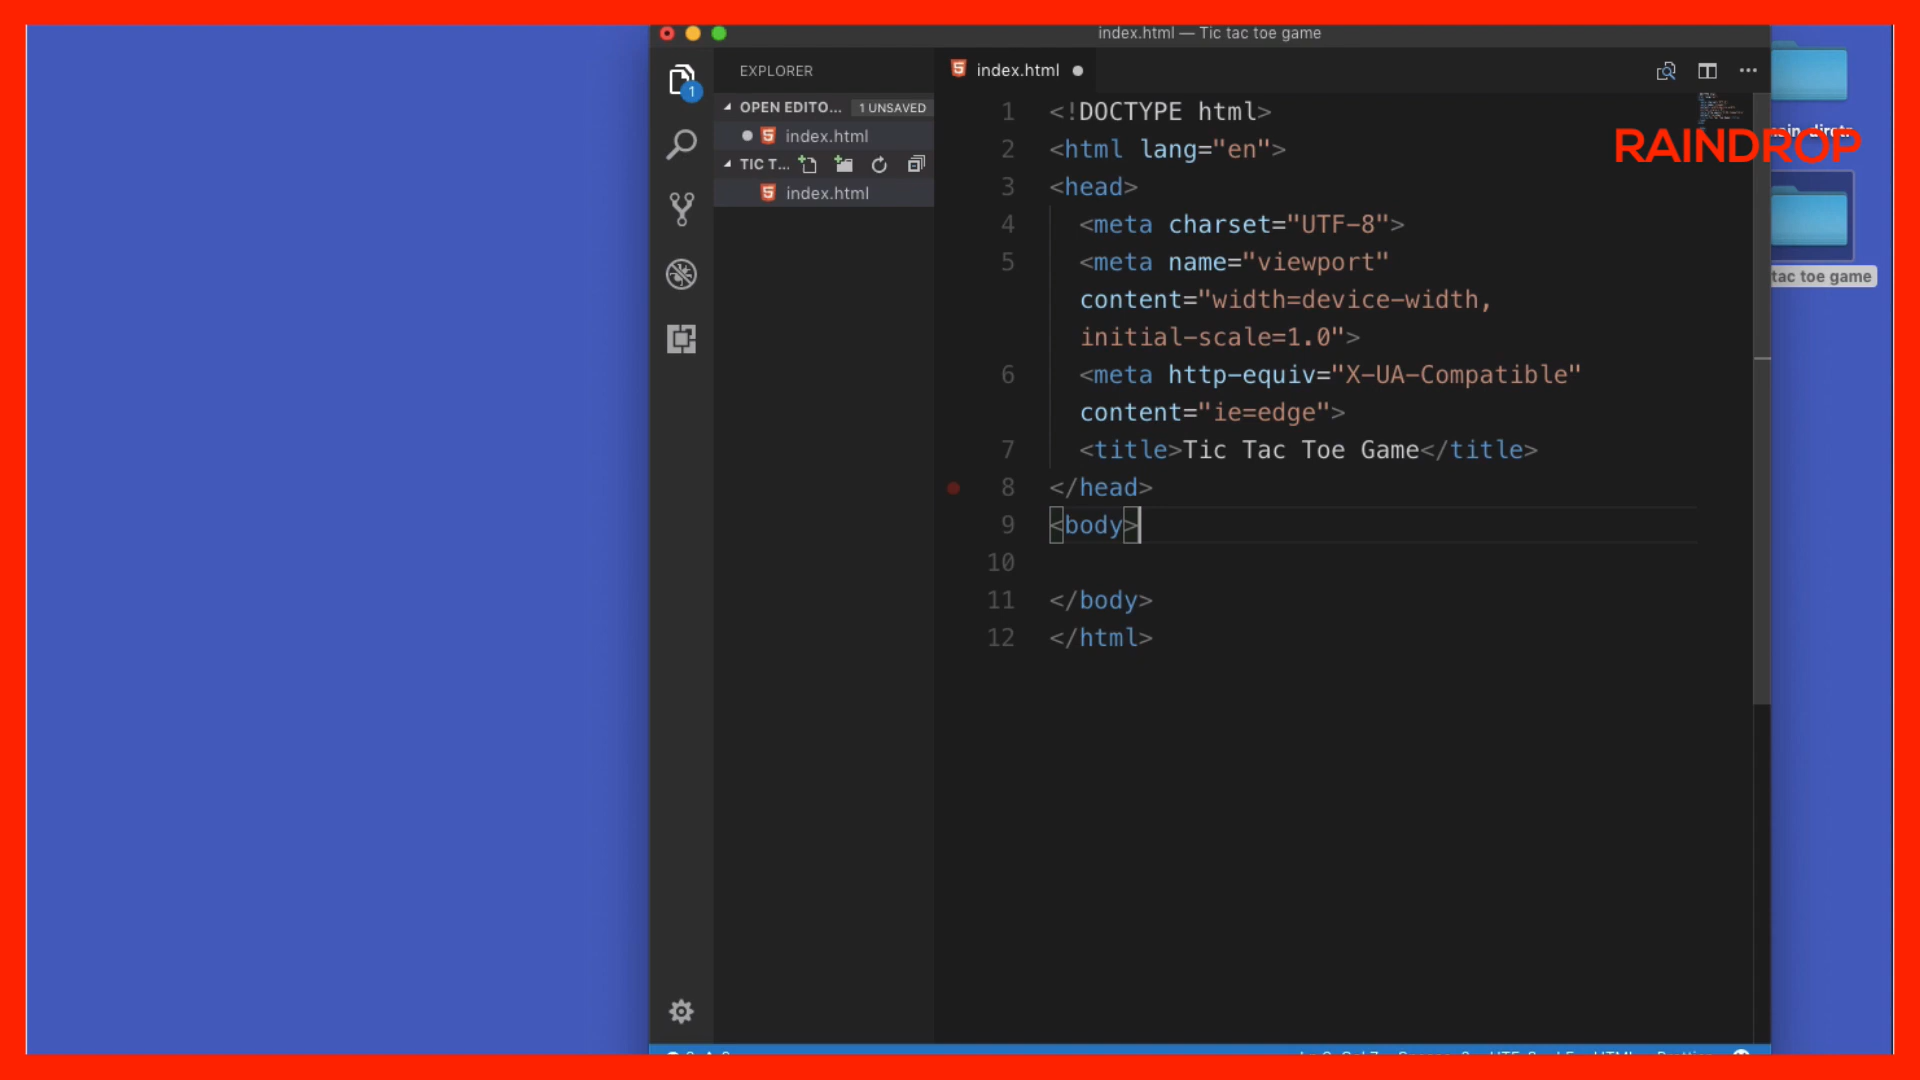 index.html — Tic tac toe game
EXPLORER
OPEN EDITO... 1 UNSAVED
index.html
TIC T...
index.html
1
index.html
1 <!DOCTYPE html>
2 <html lang="en">
3 <head>
4 <meta charset="UTF-8">
5 <meta name="viewport"
content="width=device-width,
initial-scale=1.0">
6 <meta http-equiv="X-UA-Compatible"
content="ie=edge">
7 <title>Tic Tac Toe Game</title>
8 </head>
9 <body>
10
11 </body>
12 </html>
RAINDROP
tac toe game